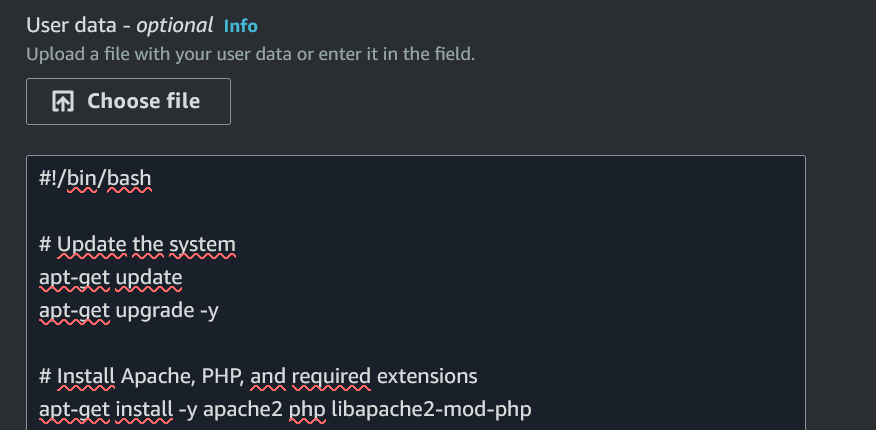 User data - optional Info
Upload a file with your user data or enter it in the field.
Choose file
#!/bin/bash
# Update the system
apt-get update
apt-get upgrade -y
# Install Apache, PHP, and required extensions
apt-get install -y apache2 php libapache2-mod-php